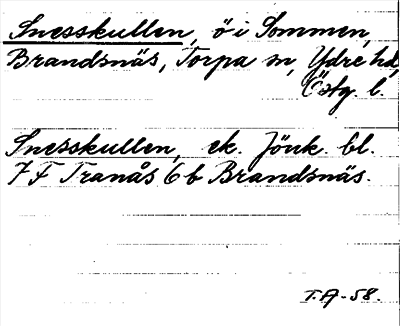 Snesskullen, ö i Sommen,
Brandsnäs, Torpa sn, Ydre hd,
Östg. l.
Snesskullen, ek. Jönk. bl.
7 F Tranås 6 b Brandsnäs.
T.A-58.